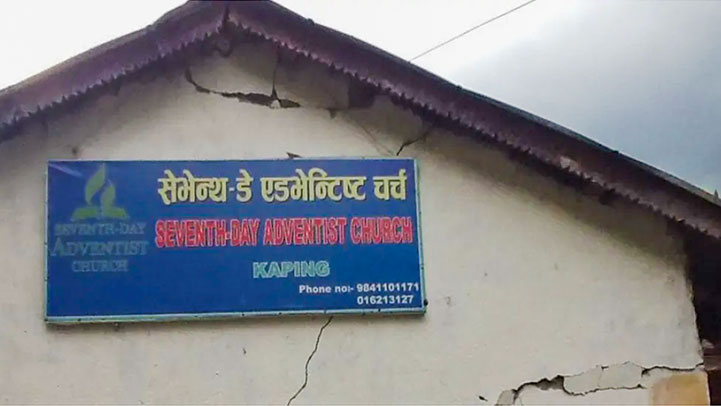 सेभेन्थ-डे एडभेन्टिष्ट चर्च
SEVENTH-DAY ADVENTIST CHURCH
KAPING
Phone no:- 9841101171
016213127
SEVENTH-DAY
ADVENTIST
CHURCH